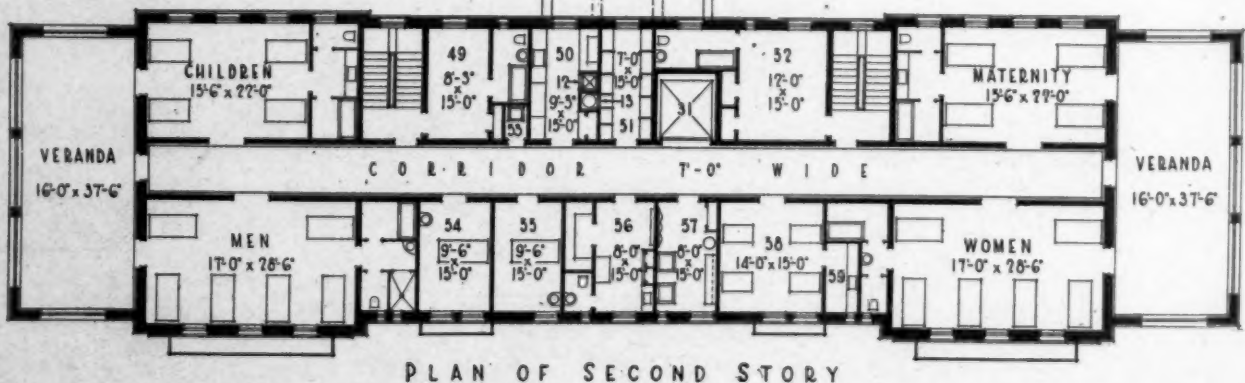 CHILDREN
15'-6" x 22'-0"
49
8'-3"
x
15'-0"
53
50
12
9'-3"
x
15'-0"
7'-0"
x
15'-0"
13
51
31
52
12'-0"
x
15'-0"
MATERNITY
15'-6" x 22'-0"
VERANDA
16'-0" x 37'-6"
CORRIDOR 7'-0" WIDE
VERANDA
16'-0" x 37'-6"
MEN
17'-0" x 28'-6"
54
9'-6"
x
15'-0"
55
9'-6"
x
15'-0"
56
8'-0"
x
15'-0"
57
8'-0"
x
15'-0"
58
14'-0" x 15'-0"
59
WOMEN
17'-0" x 28'-6"
PLAN OF SECOND STORY